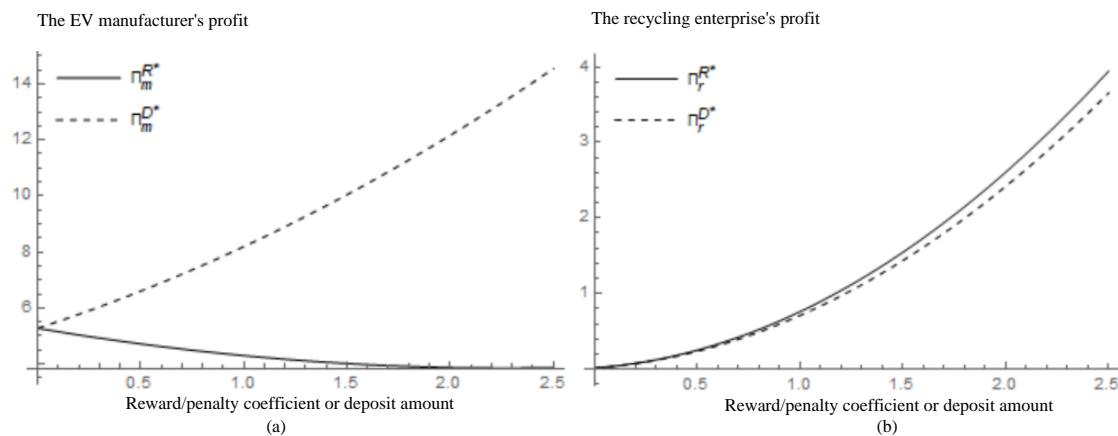 The EV manufacturer's profit
Π_m^{R*}
Π_m^{D*}
14
12
10
8
6
0.5 1.0 1.5 2.0 2.5
Reward/penalty coefficient or deposit amount
(a)
The recycling enterprise's profit
Π_r^{R*}
Π_r^{D*}
4
3
2
1
0.5 1.0 1.5 2.0 2.5
Reward/penalty coefficient or deposit amount
(b)